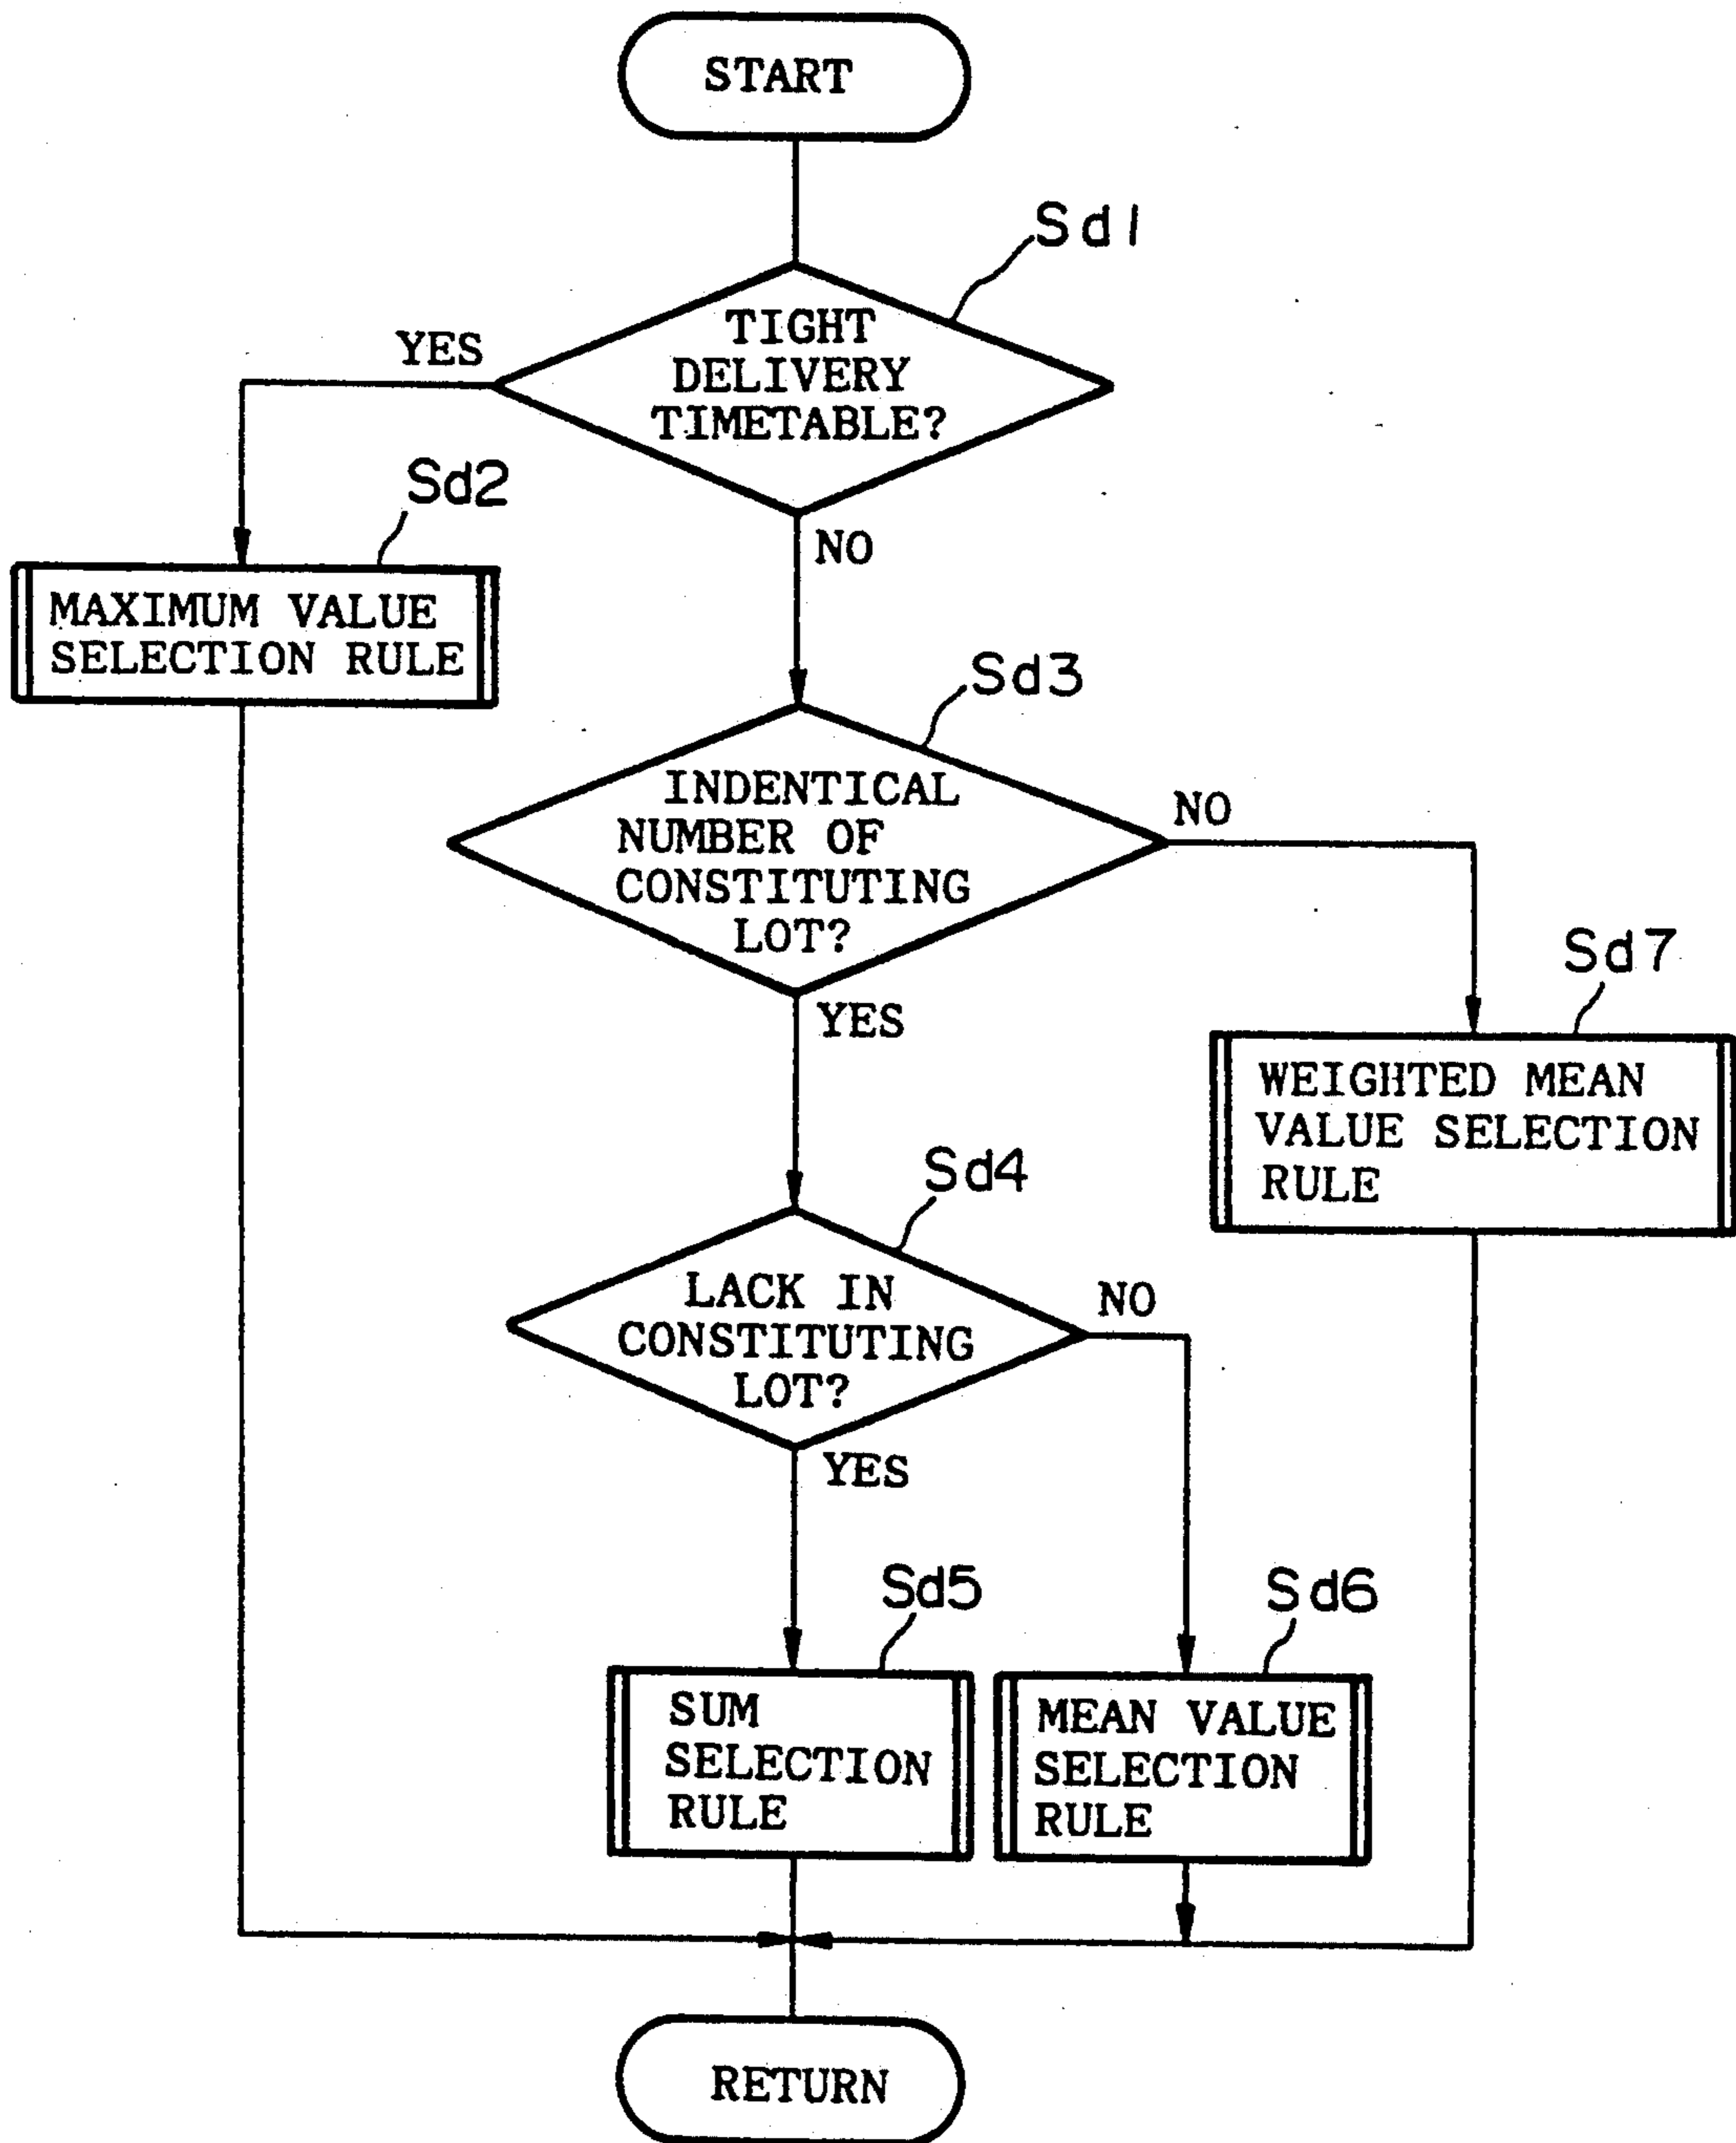 START
Sd1
TIGHT
DELIVERY
TIMETABLE?
YES
NO
Sd2
MAXIMUM VALUE
SELECTION RULE
Sd3
INDENTICAL
NUMBER OF
CONSTITUTING
LOT?
NO
YES
Sd7
WEIGHTED MEAN
VALUE SELECTION
RULE
Sd4
LACK IN
CONSTITUTING
LOT?
NO
YES
Sd5
SUM
SELECTION
RULE
Sd6
MEAN VALUE
SELECTION
RULE
RETURN